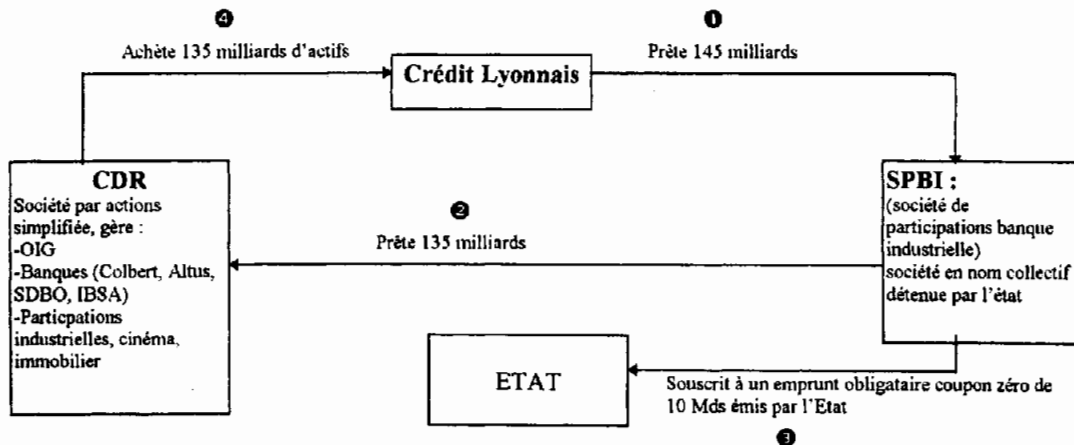 ❹
Achète 135 milliards d'actifs
Crédit Lyonnais
❶
Prête 145 milliards
CDR
Société par actions
simplifiée, gère :
-OIG
-Banques (Colbert, Altus,
SDBO, IBSA)
-Particpations
industrielles, cinéma,
immobilier
❷
Prête 135 milliards
SPBI :
(société de
participations banque
industrielle)
société en nom collectif
détenue par l'état
ETAT
Souscrit à un emprunt obligataire coupon zéro de
10 Mds émis par l'Etat
❸